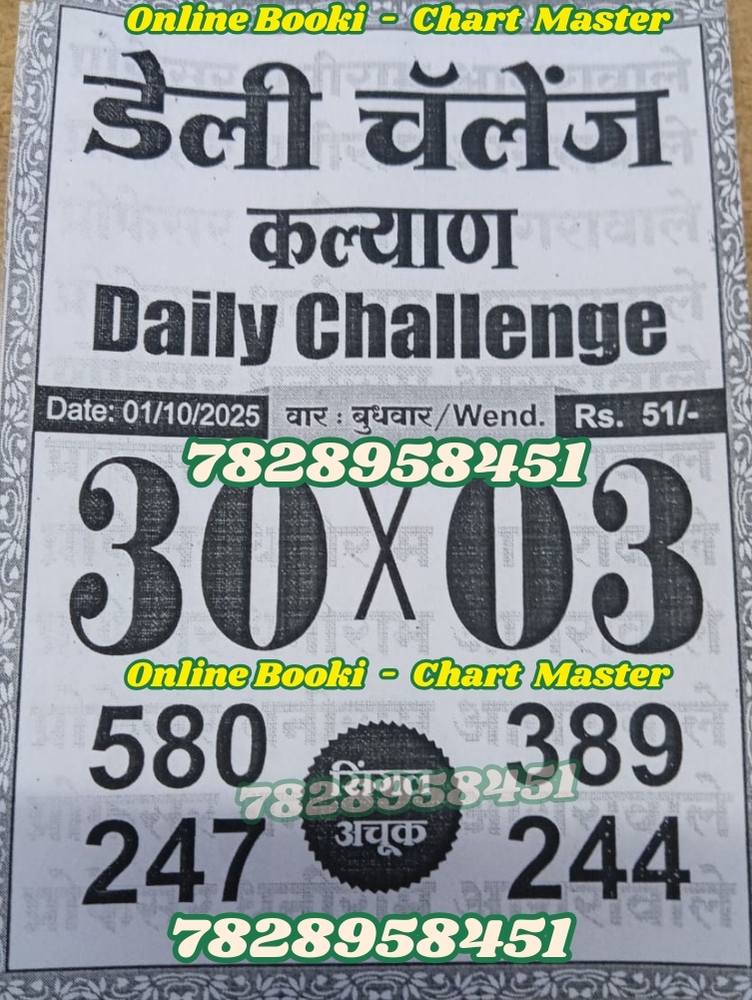 Online Booki - Chart Master
डेली चॅलेंज
कल्याण
Daily Challenge
Date: 01/10/2025 वार : बुधवार/Wend. Rs. 51/-
7828958451
30X03
Online Booki - Chart Master
580 389
सिंगल
7828958451
अचूक
247 244
7828958451